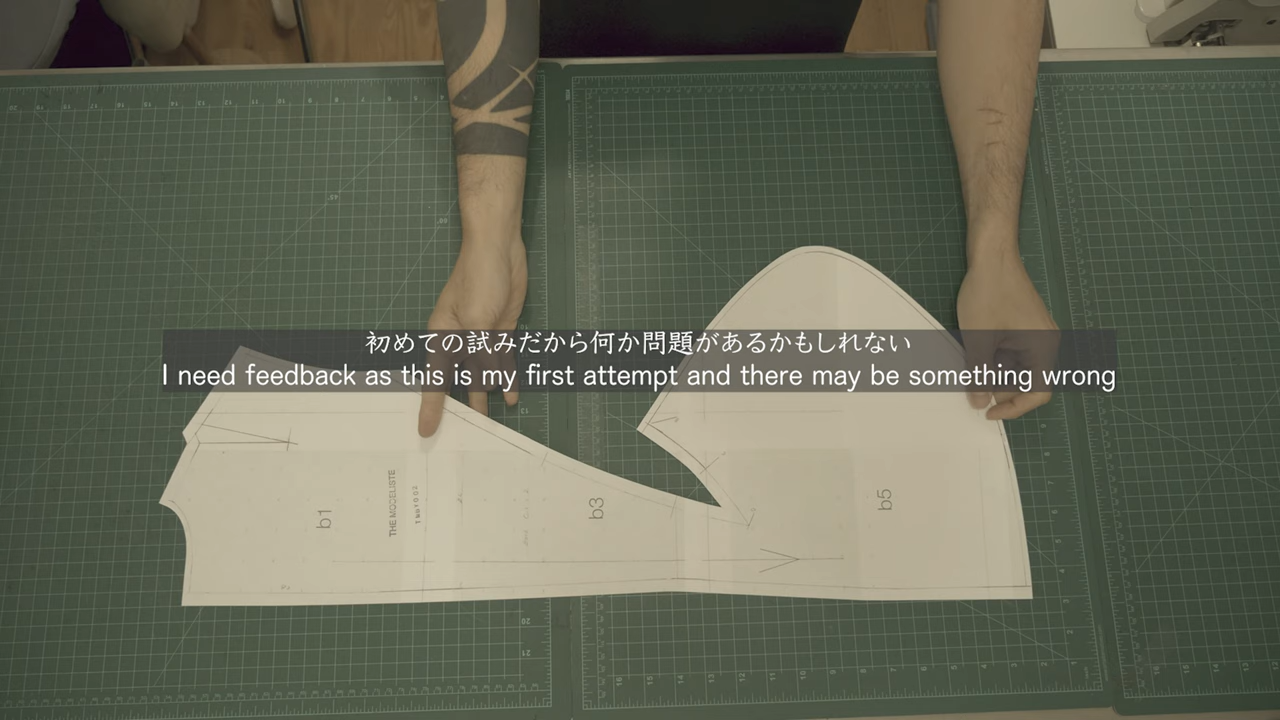 初めての試みだから何か問題があるかもしれない
I need feedback as this is my first attempt and there may be something wrong
b1
THE MODELISTE
b3
b5